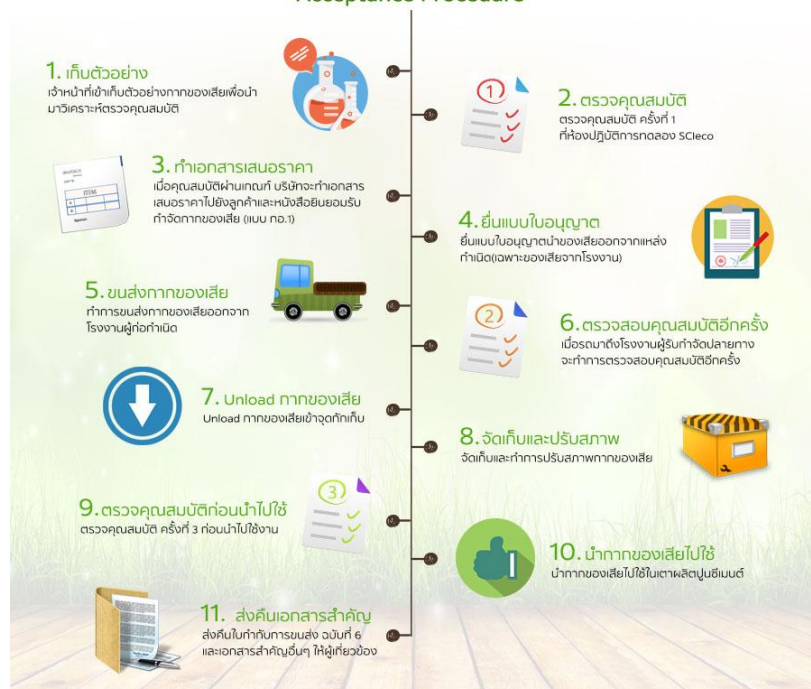 Acceptance Procedure
1. เก็บตัวอย่าง
เจ้าหน้าที่เข้าเก็บตัวอย่างกากของเสียเพื่อนำ
มาวิเคราะห์ตรวจคุณสมบัติ
1
2. ตรวจคุณสมบัติ
ตรวจคุณสมบัติ ครั้งที่ 1
ที่ห้องปฏิบัติการทดลอง SCIeco
3. ทำเอกสารเสนอราคา
เมื่อคุณสมบัติผ่านเกณฑ์ บริษัทจะทำเอกสาร
เสนอราคาไปยังลูกค้าและหนังสือยินยอมรับ
กำจัดกากของเสีย (แบบ กอ.1)
ITEM
4. ยื่นแบบใบอนุญาต
ยื่นแบบใบอนุญาตนำของเสียออกจากแหล่ง
กำเนิด(เฉพาะของเสียจากโรงงาน)
5. ขนส่งกากของเสีย
ทำการขนส่งกากของเสียออกจาก
โรงงานผู้ก่อกำเนิด
2
6. ตรวจสอบคุณสมบัติอีกครั้ง
เมื่อรถมาถึงโรงงานผู้รับกำจัดปลายทาง
จะทำการตรวจสอบคุณสมบัติอีกครั้ง
7. Unload กากของเสีย
Unload กากของเสียเข้าจุดกักเก็บ
8. จัดเก็บและปรับสภาพ
จัดเก็บและทำการปรับสภาพกากของเสีย
9. ตรวจคุณสมบัติก่อนนำไปใช้
ตรวจคุณสมบัติ ครั้งที่ 3 ก่อนนำไปใช้งาน
3
10. นำกากของเสียไปใช้
นำกากของเสียไปใช้ในเตาผลิตปูนซีเมนต์
11. ส่งคืนเอกสารสำคัญ
ส่งคืนใบกำกับการขนส่ง ฉบับที่ 6
และเอกสารสำคัญอื่นๆ ให้ผู้เกี่ยวข้อง